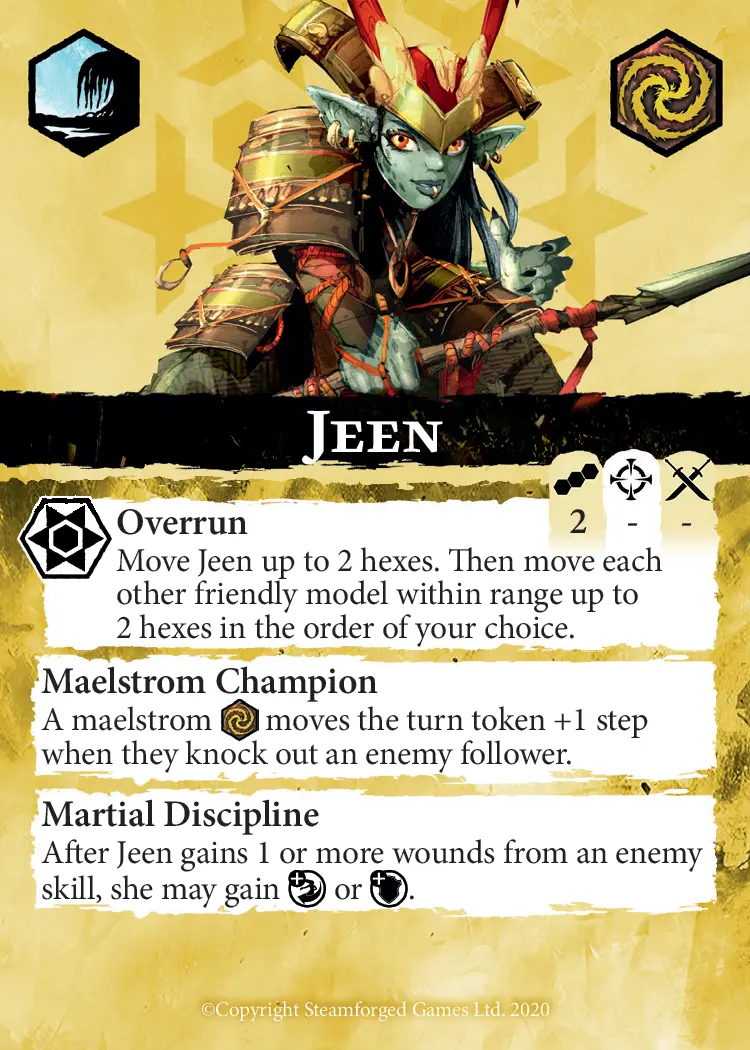 Jeen
Overrun
2 - -
Move Jeen up to 2 hexes. Then move each
other friendly model within range up to
2 hexes in the order of your choice.
Maelstrom Champion
A maelstrom moves the turn token +1 step
when they knock out an enemy follower.
Martial Discipline
After Jeen gains 1 or more wounds from an enemy
skill, she may gain or .
©Copyright Steamforged Games Ltd. 2020